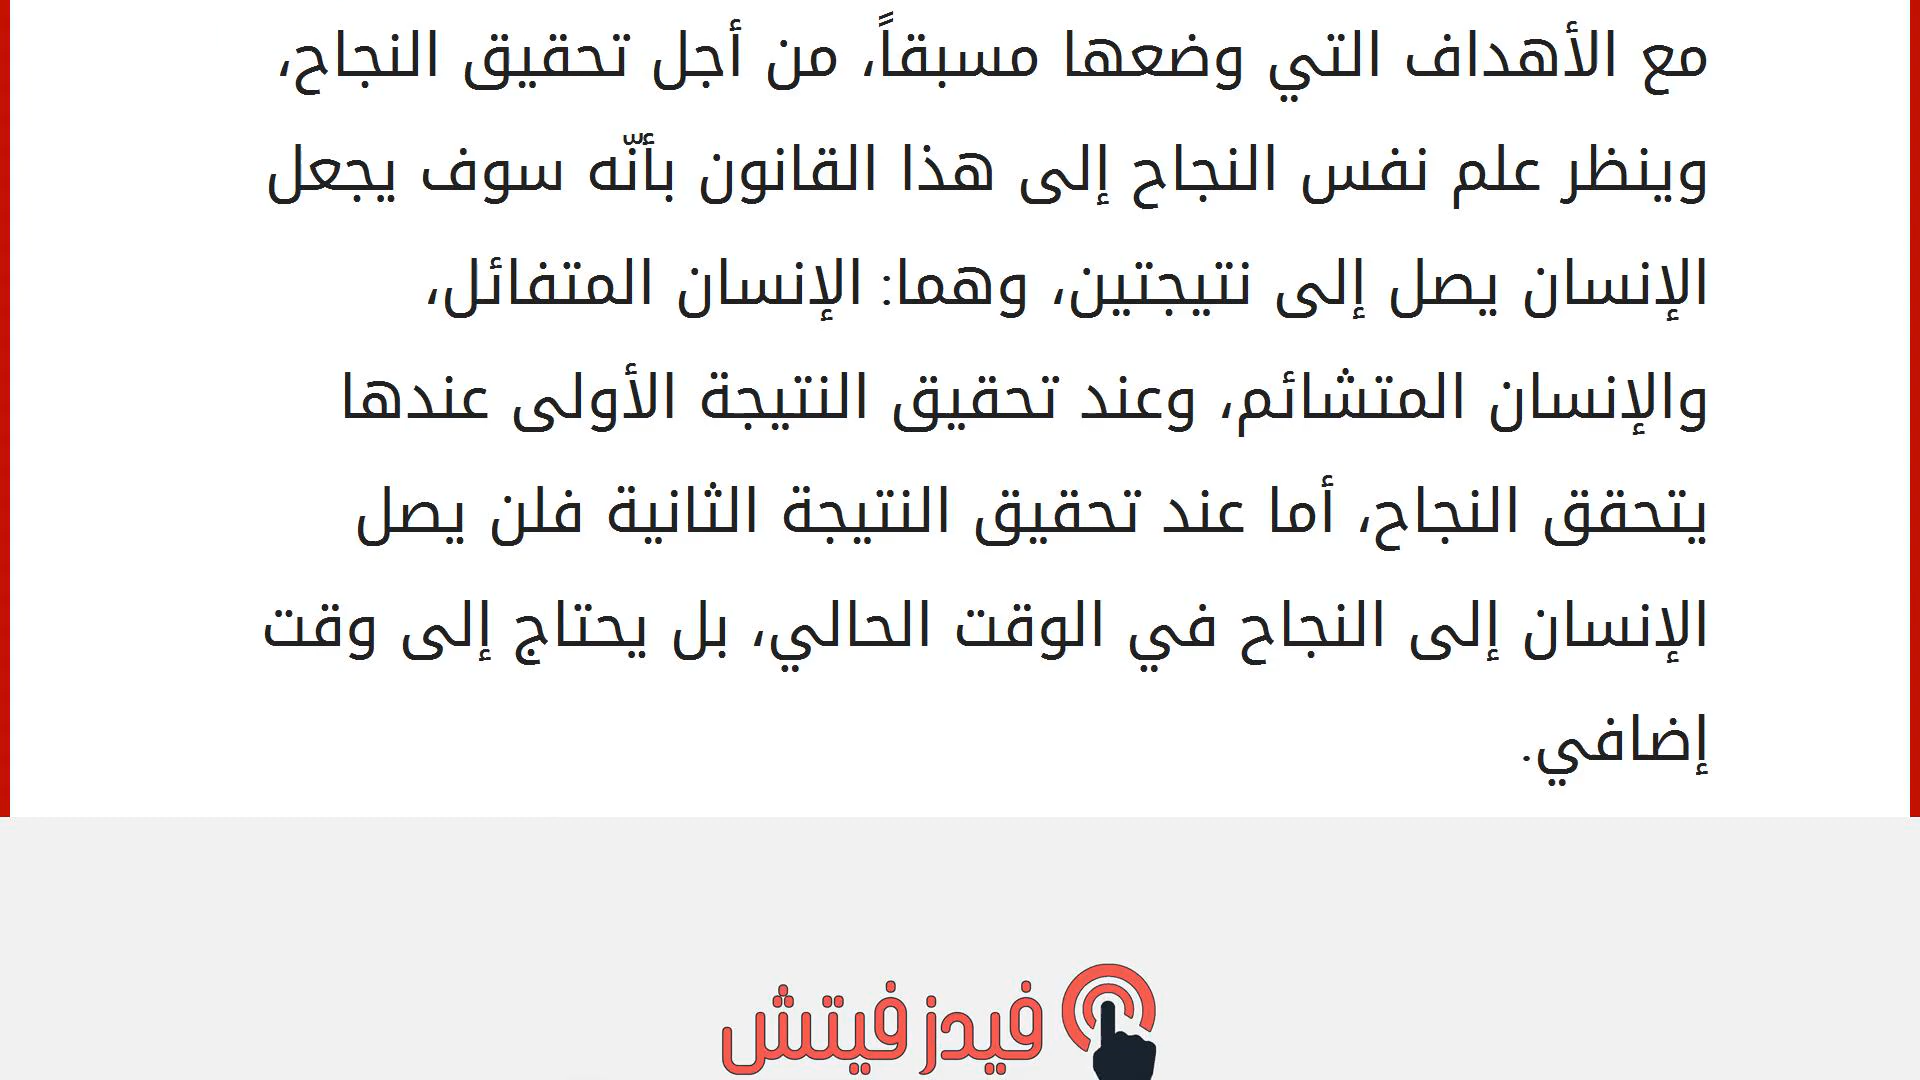 مع الأهداف التي وضعها مسبقاً، من أجل تحقيق النجاح،
وينظر علم نفس النجاح إلى هذا القانون بأنّه سوف يجعل
الإنسان يصل إلى نتيجتين، وهما: الإنسان المتفائل،
والإنسان المتشائم، وعند تحقيق النتيجة الأولى عندها
يتحقق النجاح، أما عند تحقيق النتيجة الثانية فلن يصل
الإنسان إلى النجاح في الوقت الحالي، بل يحتاج إلى وقت
إضافي.
فيدز فيتش